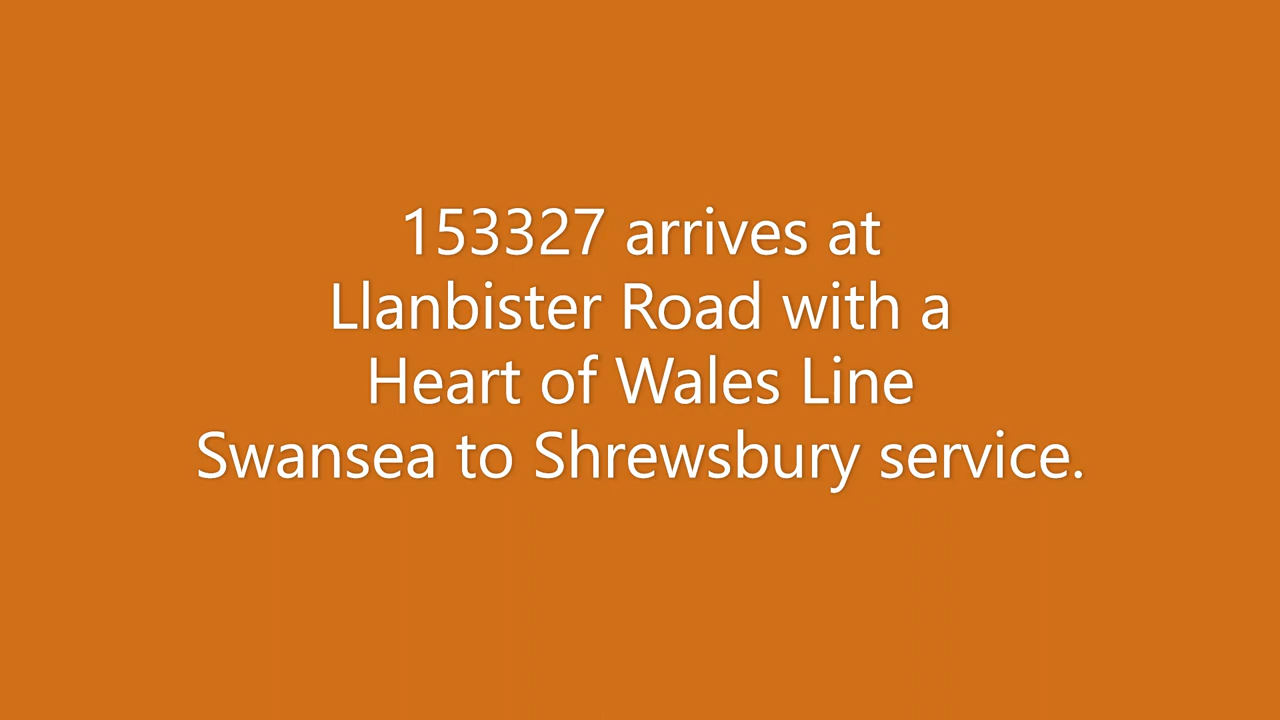 153327 arrives at
Llanbister Road with a
Heart of Wales Line
Swansea to Shrewsbury service.